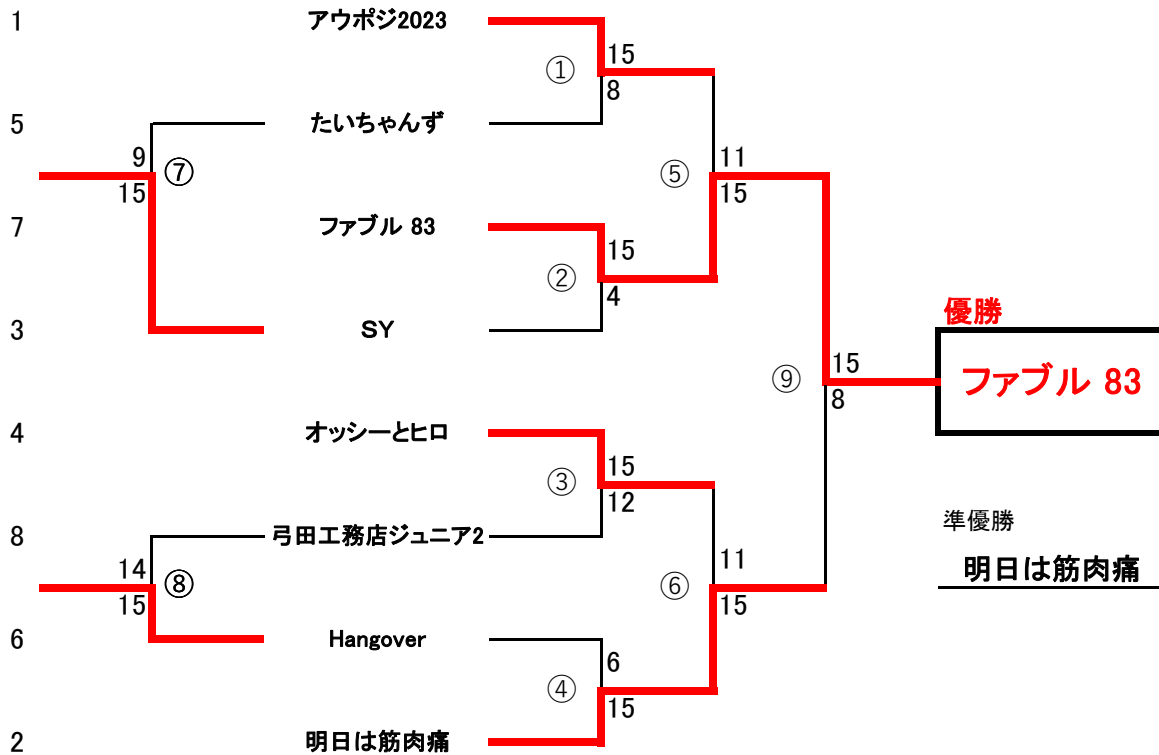 1 アウポジ2023
15
①
8
5 たいちゃんず
9 ⑦ ⑤ 11
15 15
7 ファブル 83
15
②
4
3 SY
優勝
ファブル 83
⑨ 15
8
4 オッシーとヒロ
15
③
12
8 弓田工務店ジュニア2
準優勝
明日は筋肉痛
14 ⑧ ⑥ 11
15 15
6 Hangover
6
④
15
2 明日は筋肉痛